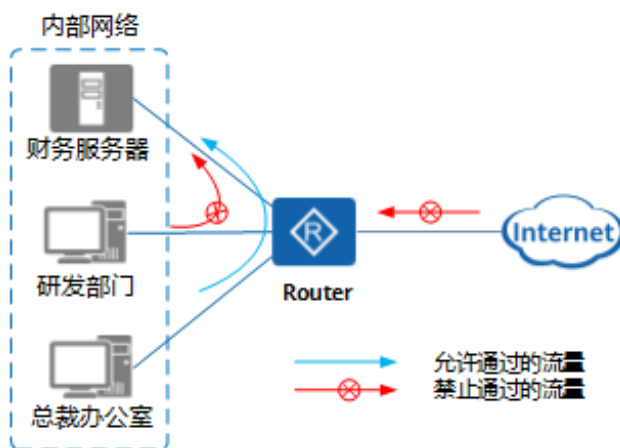 内部网络
财务服务器
研发部门
总裁办公室
R
Router
Internet
允许通过的流量
禁止通过的流量